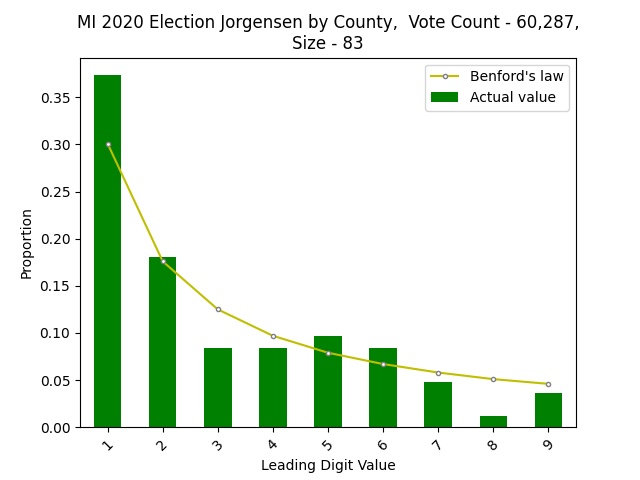 MI 2020 Election Jorgensen by County,  Vote Count - 60,287,
Size - 83
Benford's law
Actual value
0.35
0.30
0.25
0.20
0.15
0.10
0.05
0.00
Proportion
1 2 3 4 5 6 7 8 9
Leading Digit Value